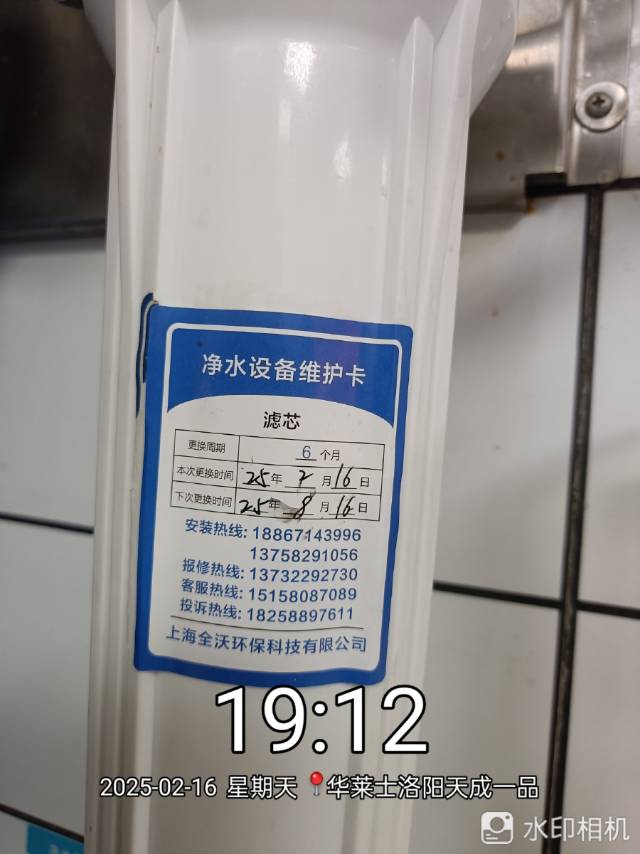 净水设备维护卡
滤芯
更换周期 6 个月
本次更换时间 25 年 2 月 16 日
下次更换时间 25 年 8 月 16 日
安装热线: 18867143996
13758291056
报修热线: 13732292730
客服热线: 15158087089
投诉热线: 18258897611
上海全沃环保科技有限公司
19:12
2025-02-16 星期天 📍华莱士洛阳天成一品
水印相机